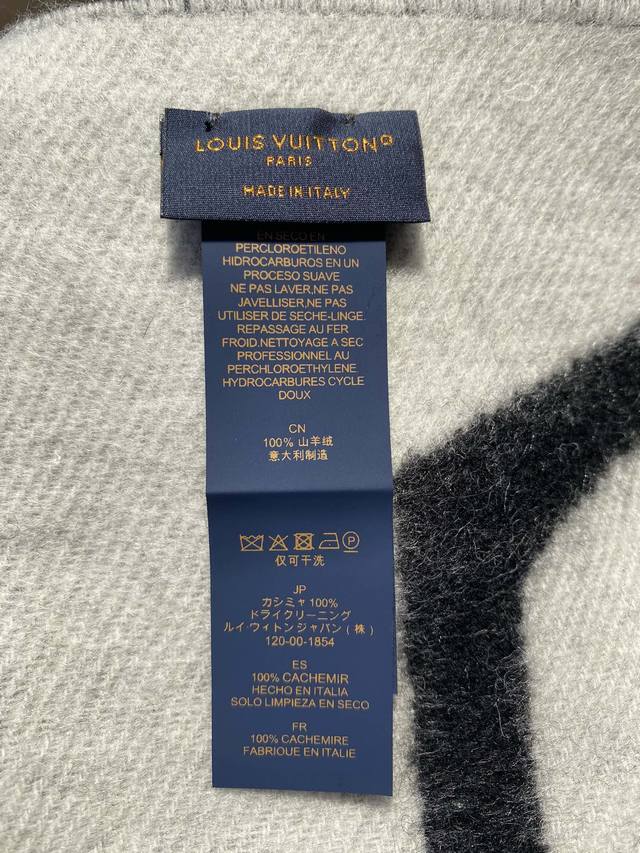 LOUIS VUITTON
PARIS
MADE IN ITALY
EN SECO EN
PERCLOROETILENO
HIDROCARBUROS EN UN
PROCESO SUAVE
NE PAS LAVER,NE PAS
JAVELLISER,NE PAS
UTILISER DE SECHE-LINGE.
REPASSAGE AU FER
FROID.NETTOYAGE A SEC
PROFESSIONNEL AU
PERCHLOROETHYLENE
HYDROCARBURES CYCLE
DOUX
CN
100% 山羊绒
意大利制造
P
仅可干洗
JP
カシミヤ 100%
ドライクリーニング
ルイ·ウィトンジャパン(株)
120-00-1854
ES
100% CACHEMIR
HECHO EN ITALIA
SOLO LIMPIEZA EN SECO
FR
100% CACHEMIRE
FABRIQUE EN ITALIE